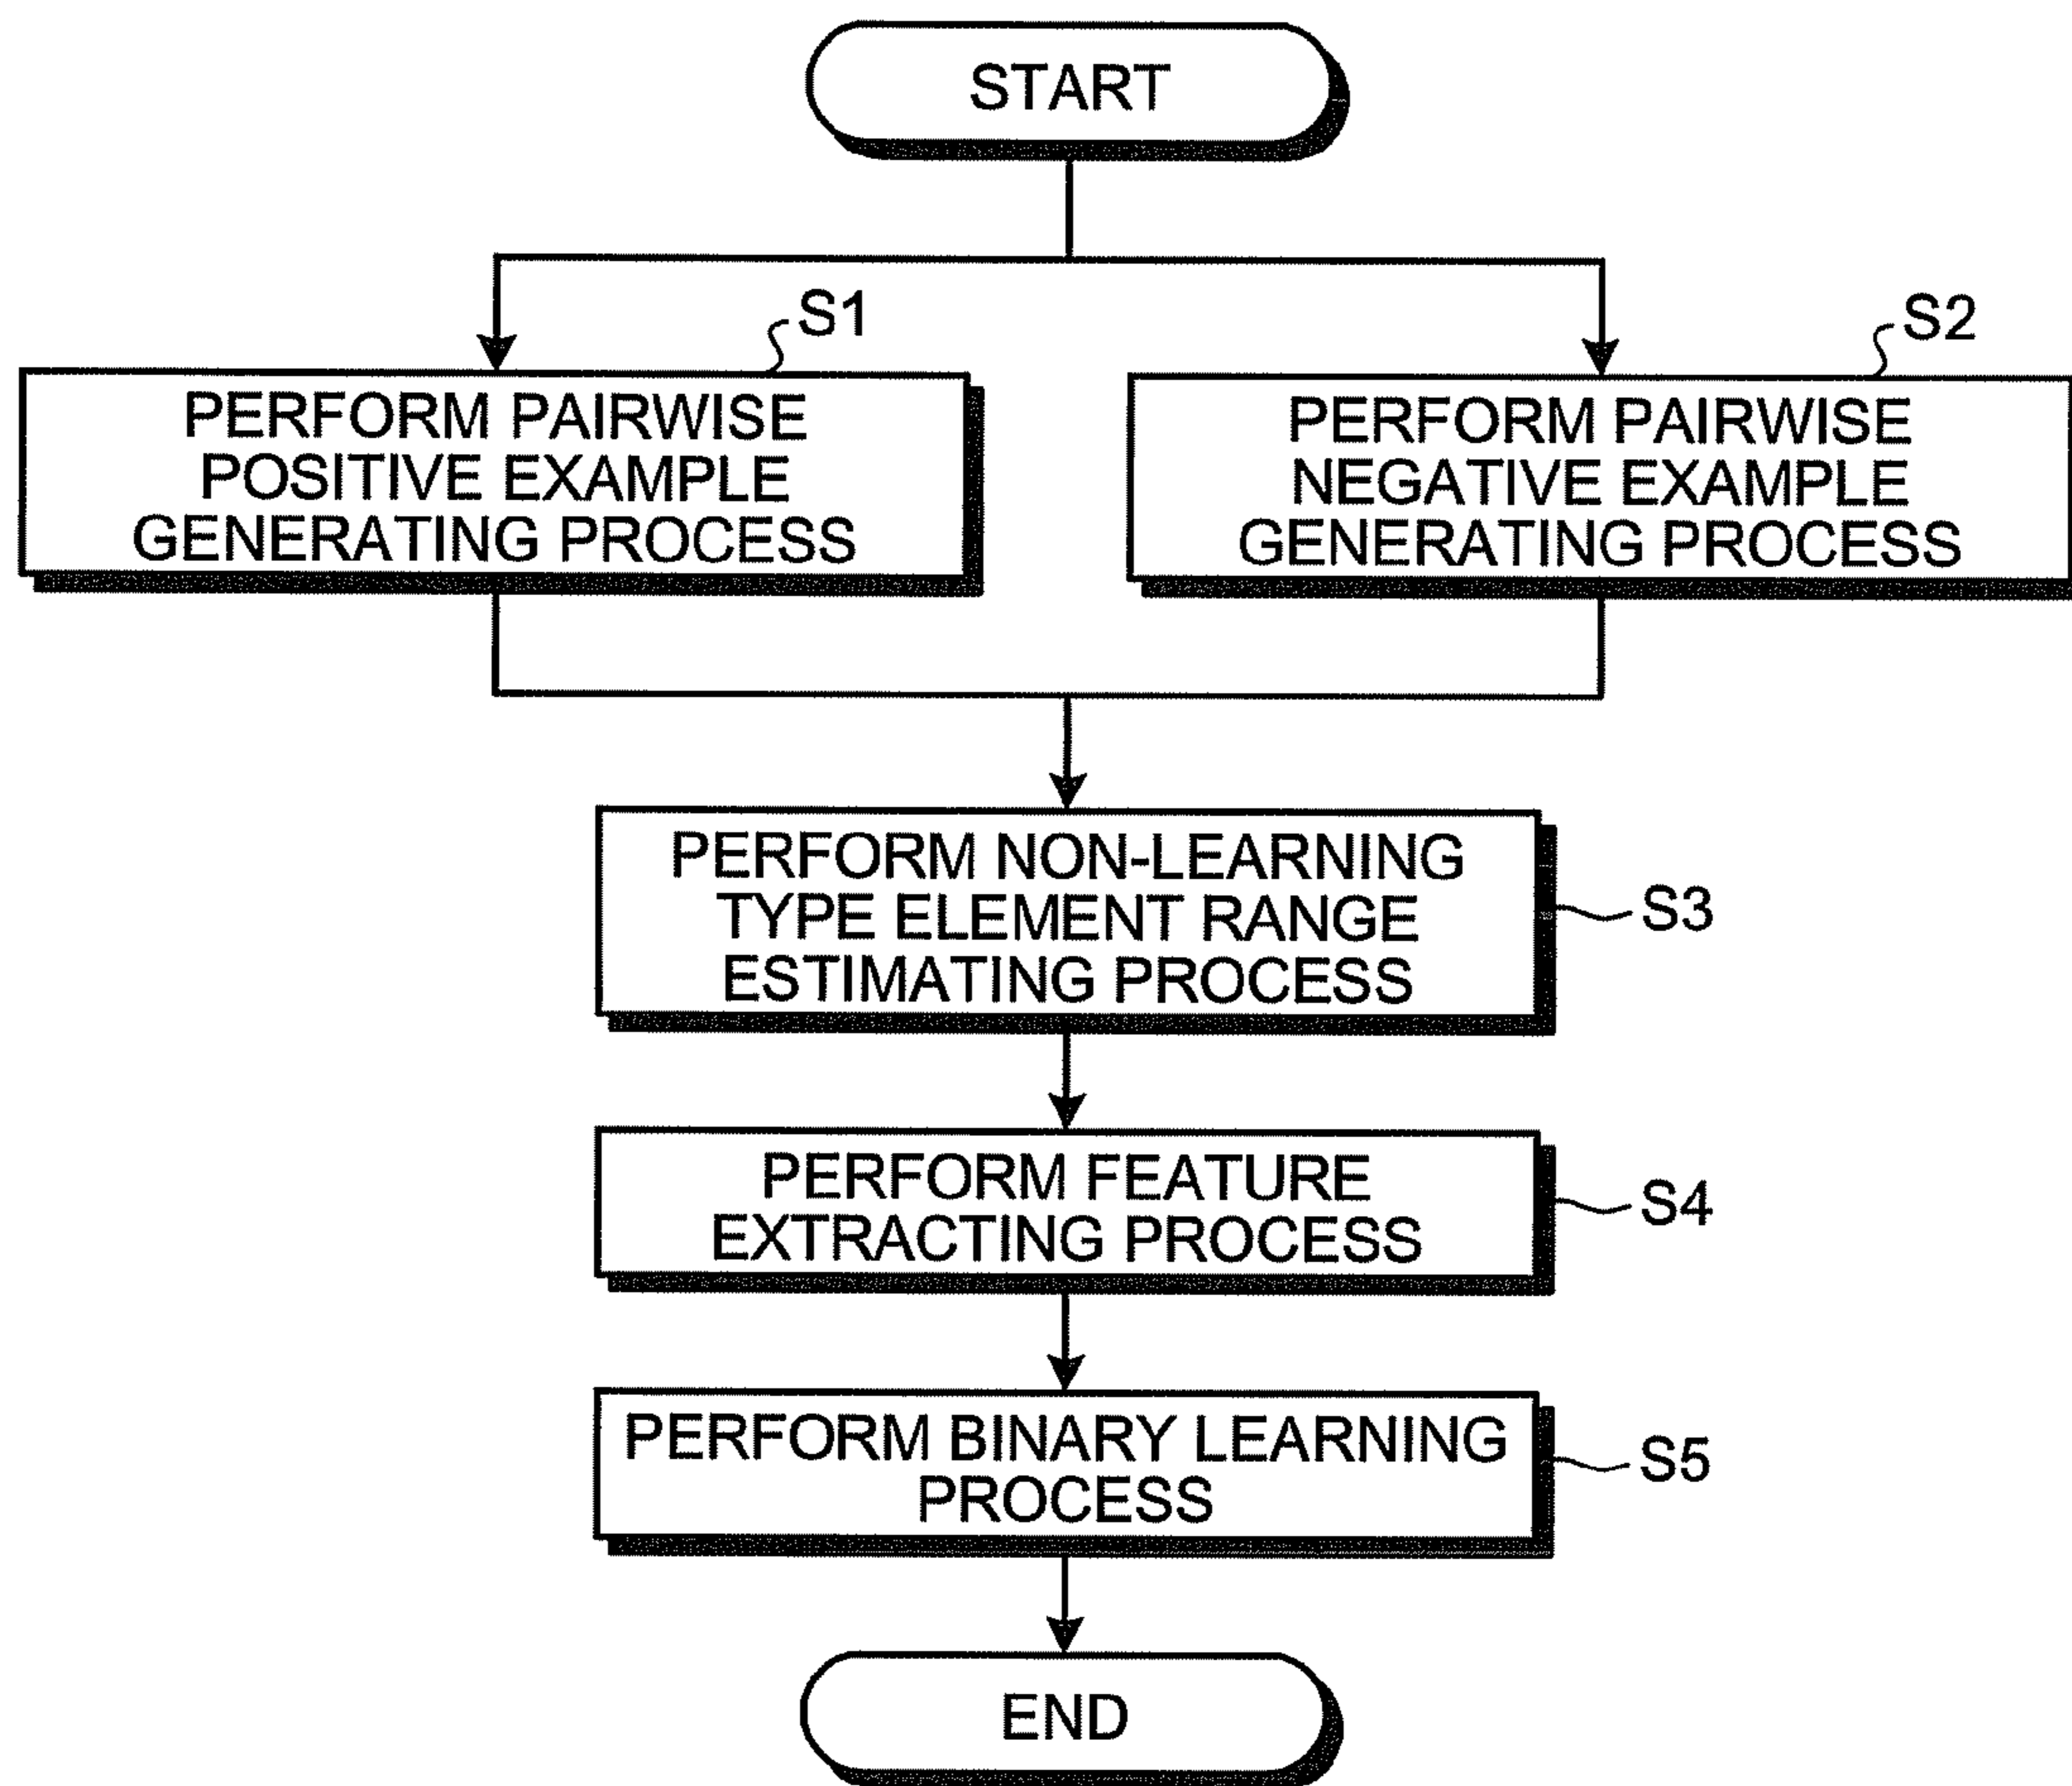 START
S1
PERFORM PAIRWISE
POSITIVE EXAMPLE
GENERATING PROCESS
S2
PERFORM PAIRWISE
NEGATIVE EXAMPLE
GENERATING PROCESS
PERFORM NON-LEARNING
TYPE ELEMENT RANGE
ESTIMATING PROCESS
S3
PERFORM FEATURE
EXTRACTING PROCESS
S4
PERFORM BINARY LEARNING
PROCESS
S5
END